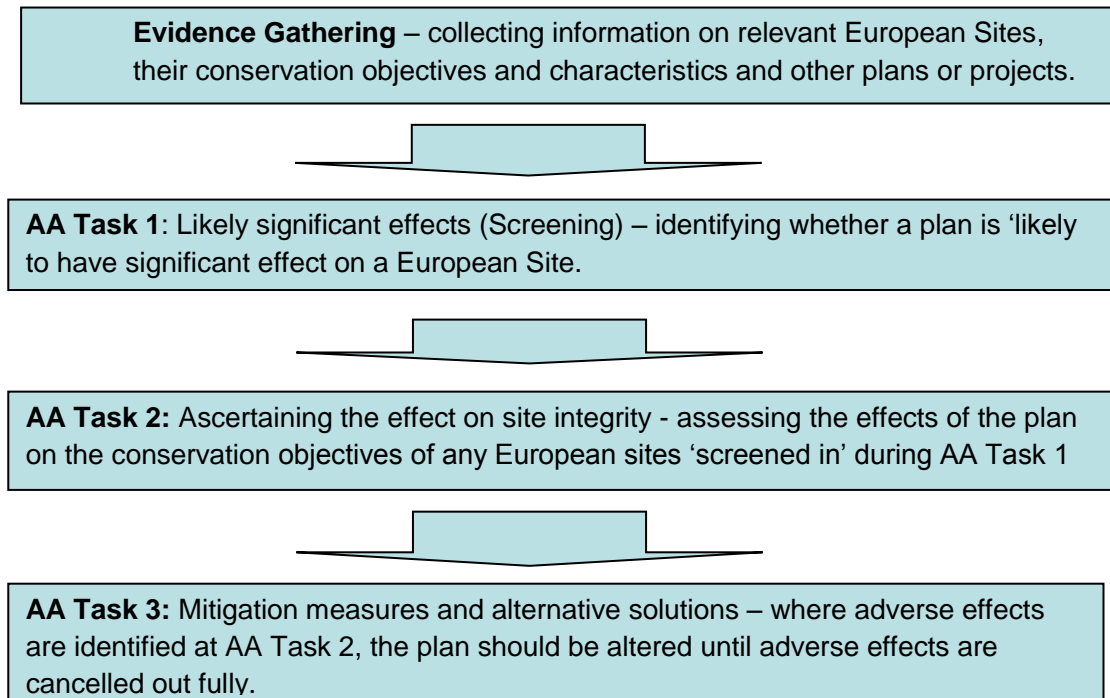 Evidence Gathering – collecting information on relevant European Sites,
their conservation objectives and characteristics and other plans or projects.
AA Task 1: Likely significant effects (Screening) – identifying whether a plan is ‘likely
to have significant effect on a European Site.
AA Task 2: Ascertaining the effect on site integrity - assessing the effects of the plan
on the conservation objectives of any European sites ‘screened in’ during AA Task 1
AA Task 3: Mitigation measures and alternative solutions – where adverse effects
are identified at AA Task 2, the plan should be altered until adverse effects are
cancelled out fully.